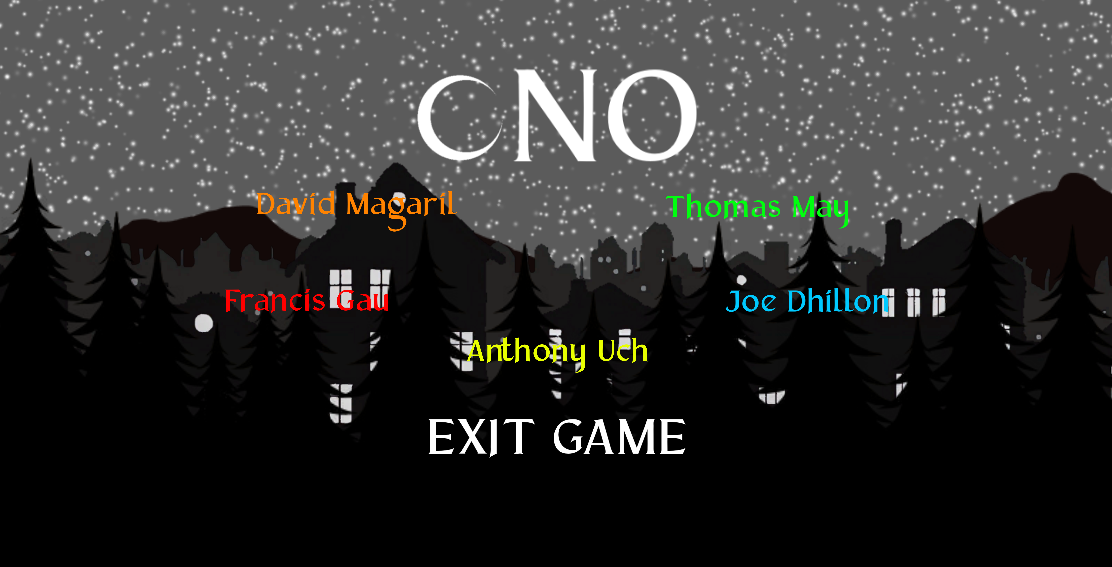 CNO
David Magaril
Thomas May
Francis Gau
Joe Dhillon
Anthony Uch
EXIT GAME